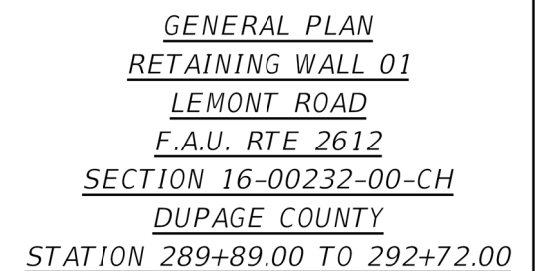 GENERAL PLAN
RETAINING WALL 01
LEMONT ROAD
F.A.U. RTE 2612
SECTION 16-00232-00-CH
DUPAGE COUNTY
STATION 289+89.00 TO 292+72.00